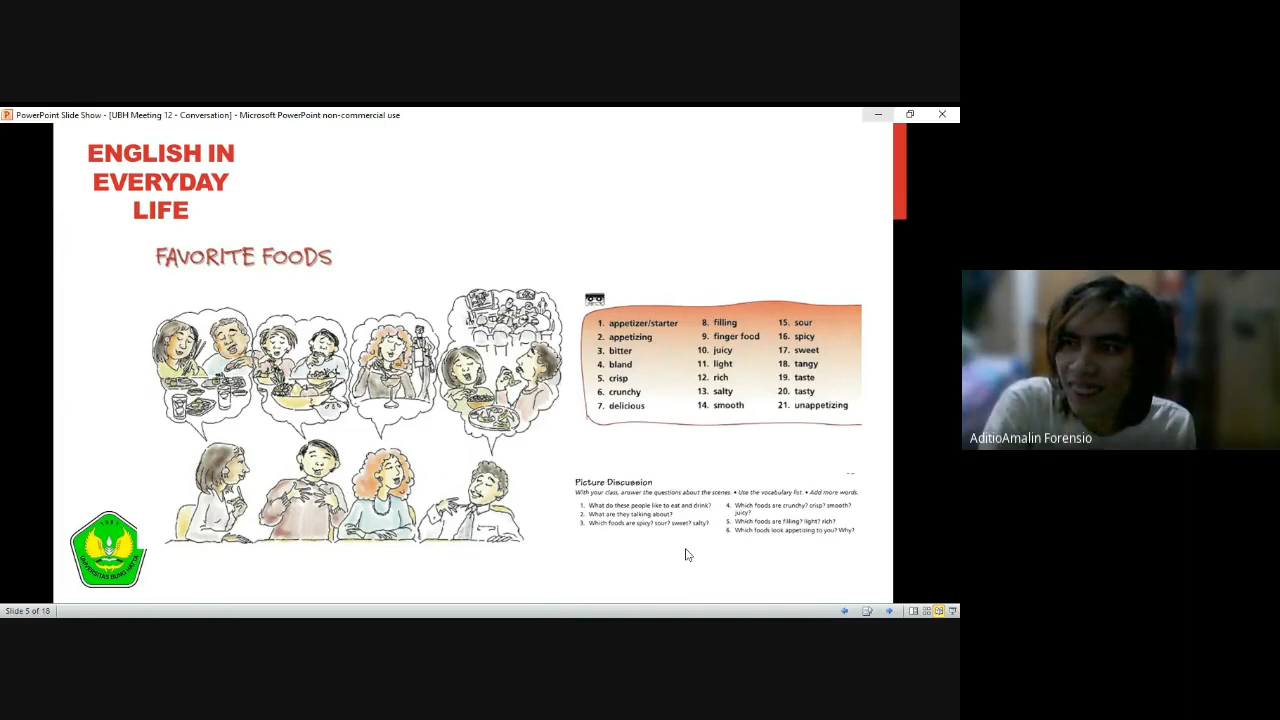 PowerPoint Slide Show - [UBH Meeting 12 - Conversation] - Microsoft PowerPoint non-commercial use
ENGLISH IN
EVERYDAY
LIFE
FAVORITE FOODS
1. appetizer/starter
2. appetizing
3. bitter
4. bland
5. crisp
6. crunchy
7. delicious
8. filling
9. finger food
10. juicy
11. light
12. rich
13. salty
14. smooth
15. sour
16. spicy
17. sweet
18. tangy
19. taste
20. tasty
21. unappetizing
Picture Discussion
With your class, answer the questions about the scenes. • Use the vocabulary list. • Add more words.
1. What do these people like to eat and drink?
2. What are they talking about?
3. Which foods are spicy? sour? sweet? salty?
4. Which foods are crunchy? crisp? smooth?
juicy?
5. Which foods are filling? light? rich?
6. Which foods look appetizing to you? Why?
1981
UNIVERSITAS BUNG HATTA
Slide 5 of 18
AditioAmalin Forensio